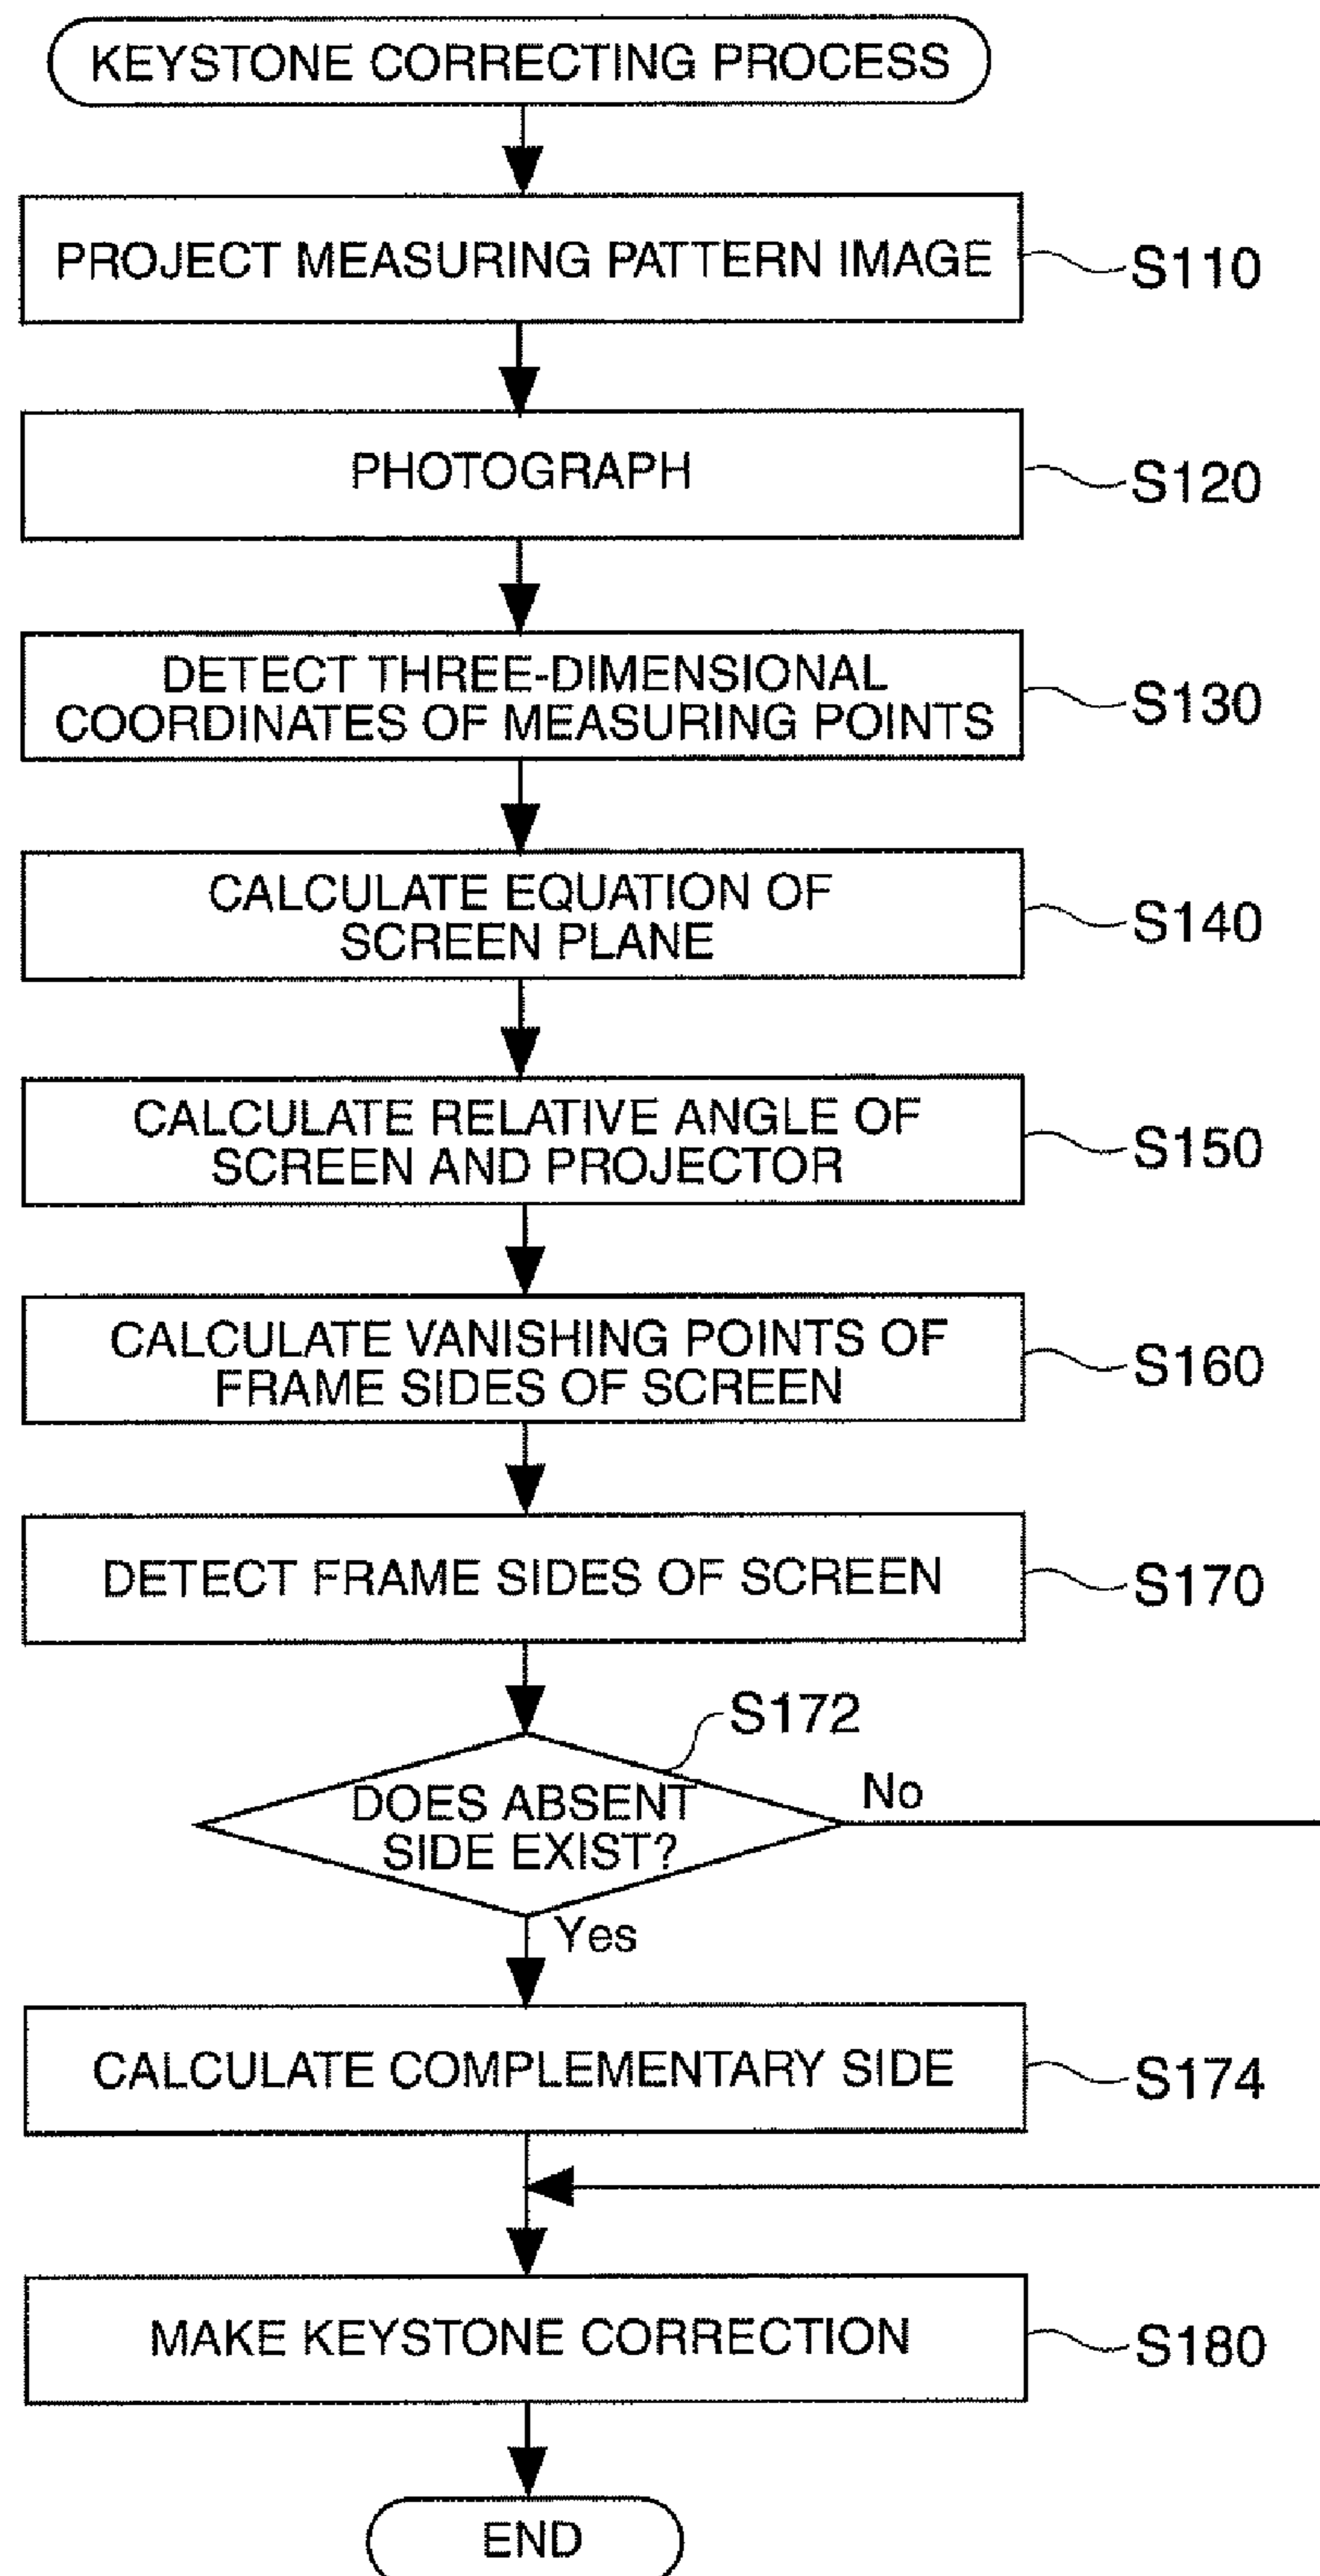 KEYSTONE CORRECTING PROCESS
PROJECT MEASURING PATTERN IMAGE
S110
PHOTOGRAPH
S120
DETECT THREE-DIMENSIONAL
COORDINATES OF MEASURING POINTS
S130
CALCULATE EQUATION OF
SCREEN PLANE
S140
CALCULATE RELATIVE ANGLE OF
SCREEN AND PROJECTOR
S150
CALCULATE VANISHING POINTS OF
FRAME SIDES OF SCREEN
S160
DETECT FRAME SIDES OF SCREEN
S170
S172
DOES ABSENT
SIDE EXIST?
No
Yes
CALCULATE COMPLEMENTARY SIDE
S174
MAKE KEYSTONE CORRECTION
S180
END